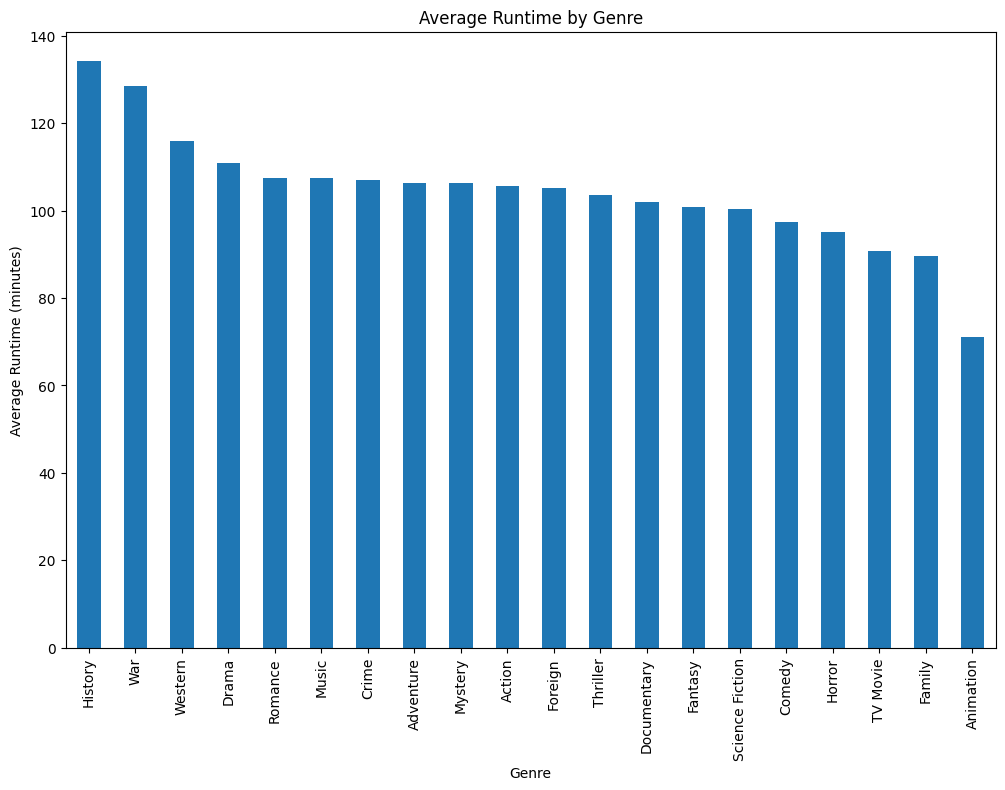 Average Runtime by Genre
Average Runtime (minutes)
140
120
100
80
60
40
20
0
History
War
Western
Drama
Romance
Music
Crime
Adventure
Mystery
Action
Foreign
Thriller
Documentary
Fantasy
Science Fiction
Comedy
Horror
TV Movie
Family
Animation
Genre